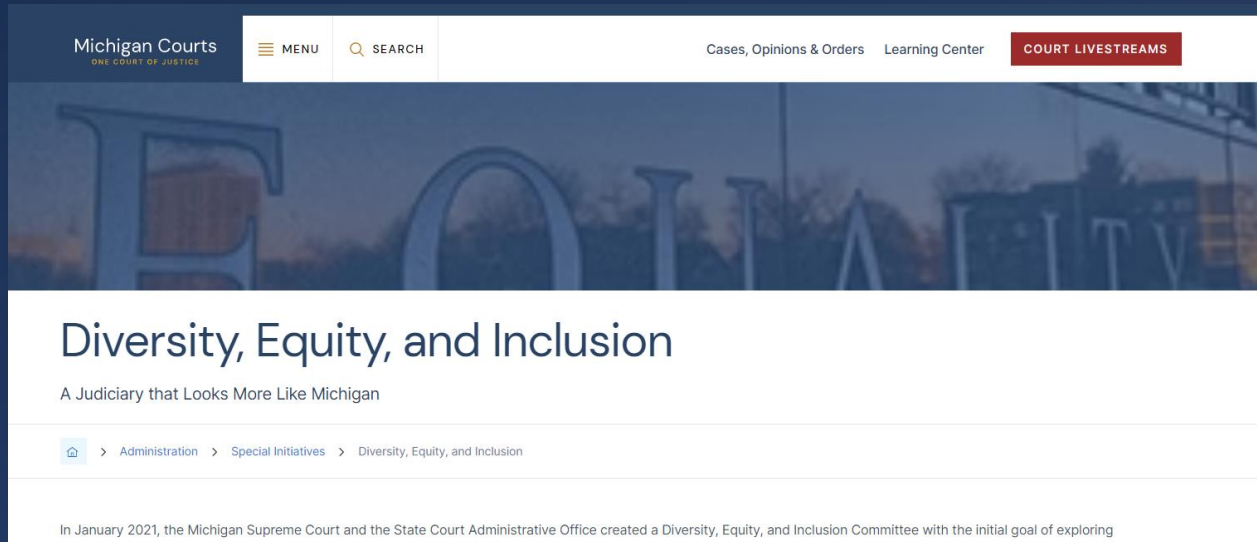 Michigan Courts
ONE COURT OF JUSTICE
MENU
SEARCH
Cases, Opinions & Orders
Learning Center
COURT LIVESTREAMS
EQUALITY
Diversity, Equity, and Inclusion
A Judiciary that Looks More Like Michigan
Administration > Special Initiatives > Diversity, Equity, and Inclusion
In January 2021, the Michigan Supreme Court and the State Court Administrative Office created a Diversity, Equity, and Inclusion Committee with the initial goal of exploring